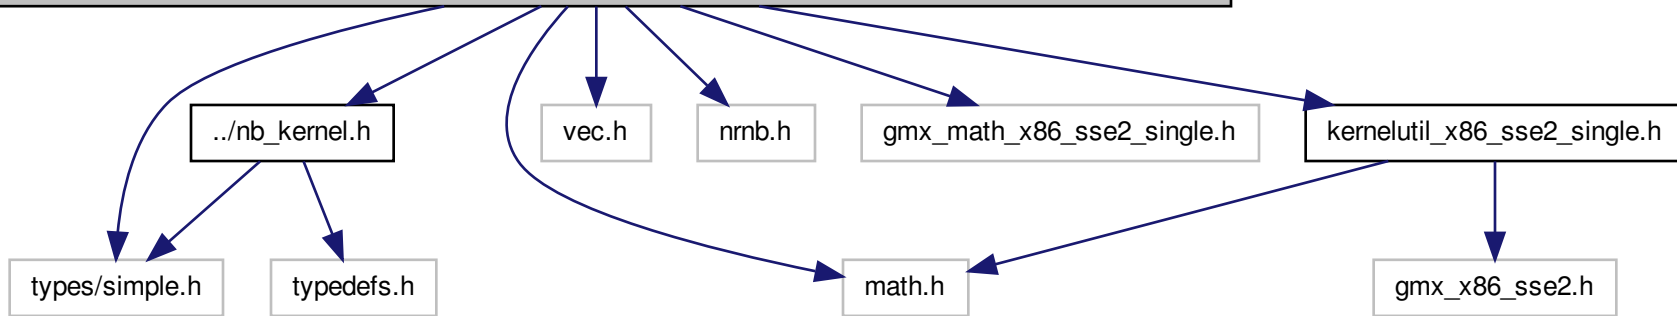 ../nb_kernel.h
vec.h
nrnb.h
gmx_math_x86_sse2_single.h
kernelutil_x86_sse2_single.h
types/simple.h
typedefs.h
math.h
gmx_x86_sse2.h